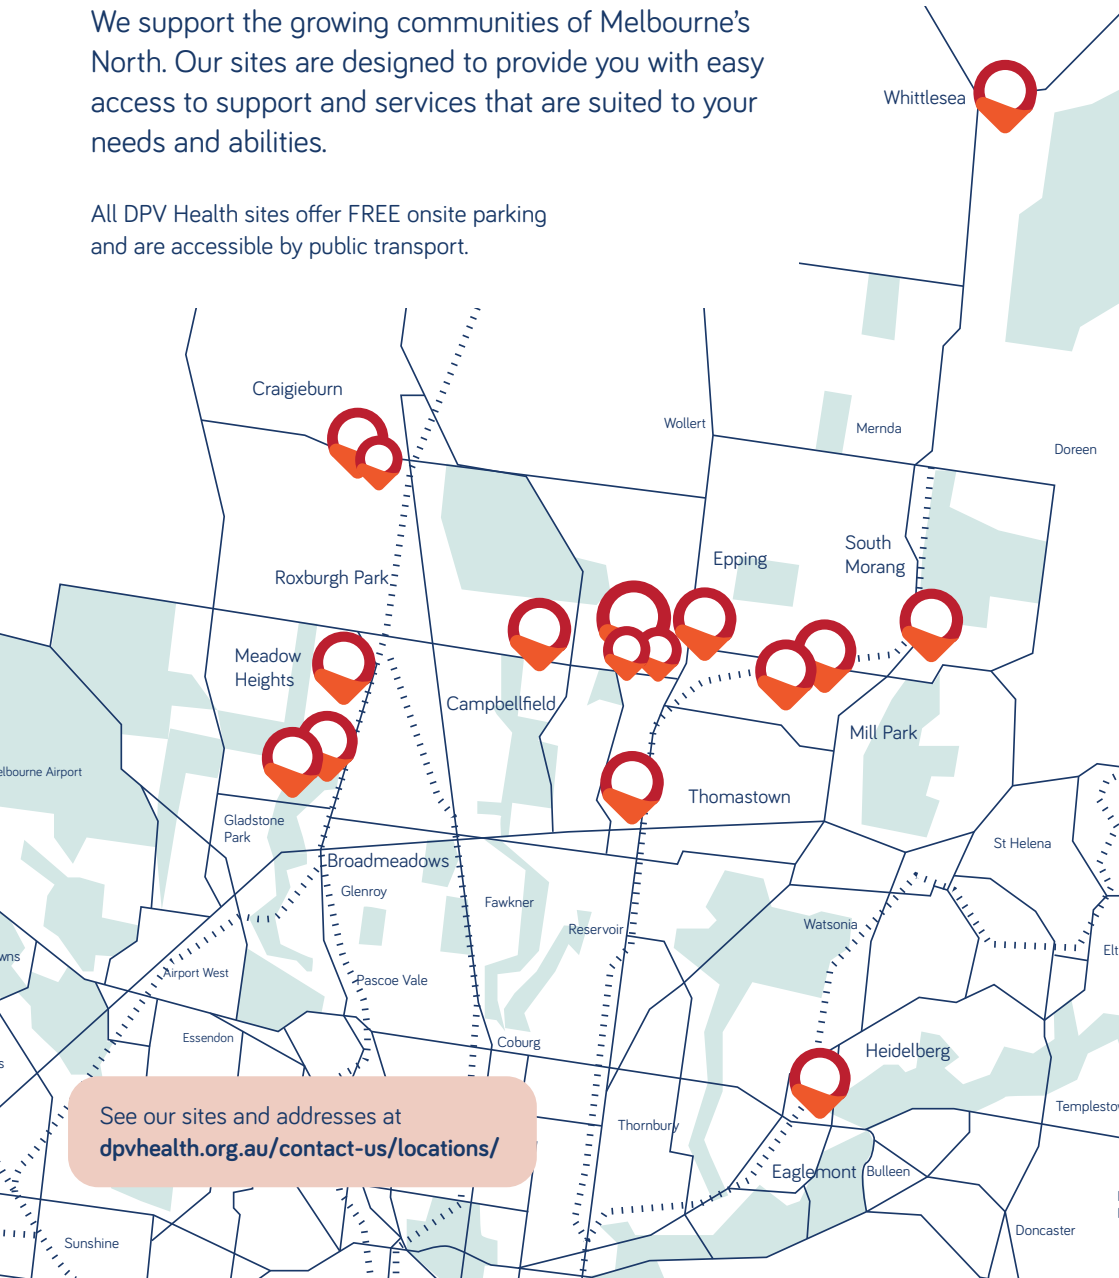 We support the growing communities of Melbourne's
North. Our sites are designed to provide you with easy
access to support and services that are suited to your
needs and abilities.
All DPV Health sites offer FREE onsite parking
and are accessible by public transport.
Whittlesea
Craigieburn
Wollert
Mernda
Doreen
South
Morang
Epping
Roxburgh Park
Meadow
Heights
Campbellfield
Mill Park
elbourne Airport
Thomastown
Gladstone
Park
St Helena
Broadmeadows
Glenroy
Fawkner
Reservoir
Watsonia
wns
Elt
Airport West
Pascoe Vale
Essendon
Coburg
Heidelberg
s
Templestow
See our sites and addresses at
dpvhealth.org.au/contact-us/locations/
Thornbury
Eaglemont
Bulleen
Doncaster
Sunshine